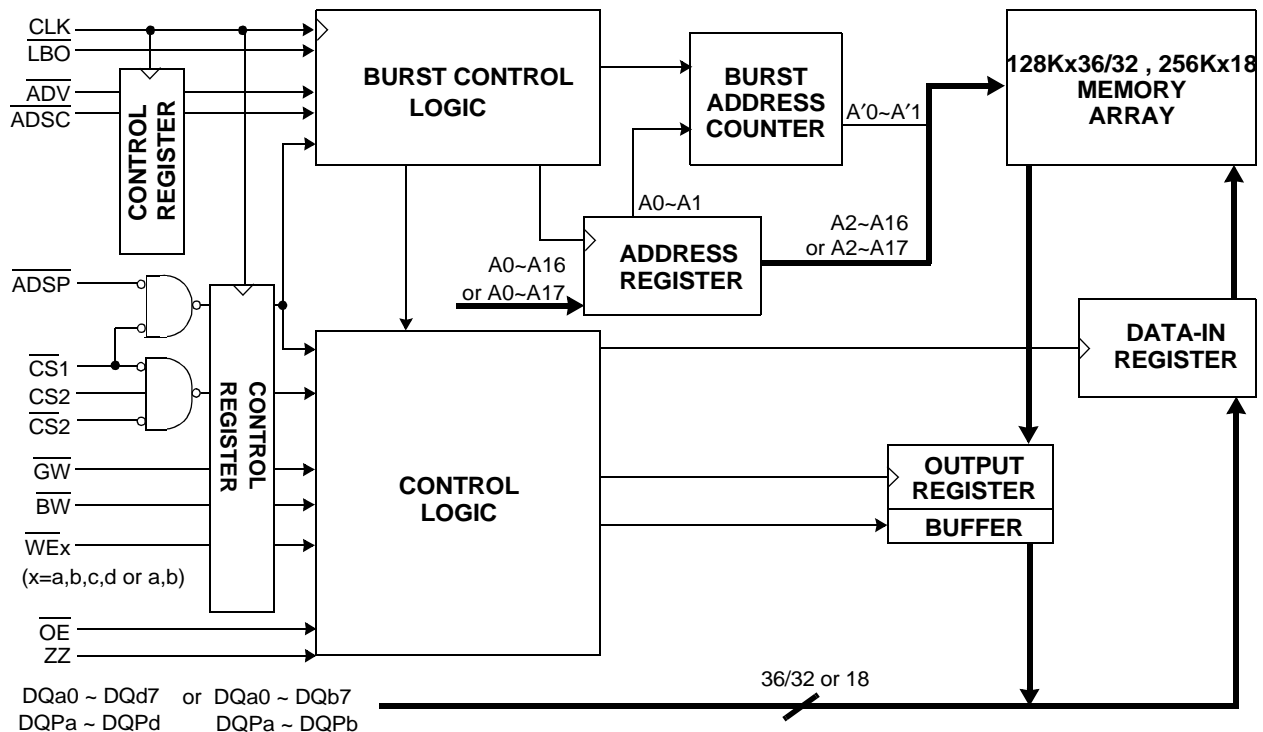 CLK
LBO
ADV
ADSC
CONTROL
REGISTER
BURST CONTROL
LOGIC
BURST
ADDRESS
COUNTER
A′0~A′1
128Kx36/32 , 256Kx18
MEMORY
ARRAY
A0~A1
ADDRESS
REGISTER
A2~A16
or A2~A17
A0~A16
or A0~A17
ADSP
CS1
CS2
CS2
GW
BW
WEx
(x=a,b,c,d or a,b)
OE
ZZ
CONTROL
REGISTER
CONTROL
LOGIC
DATA-IN
REGISTER
OUTPUT
REGISTER
BUFFER
36/32 or 18
DQa0 ~ DQd7 or DQa0 ~ DQb7
DQPa ~ DQPd DQPa ~ DQPb